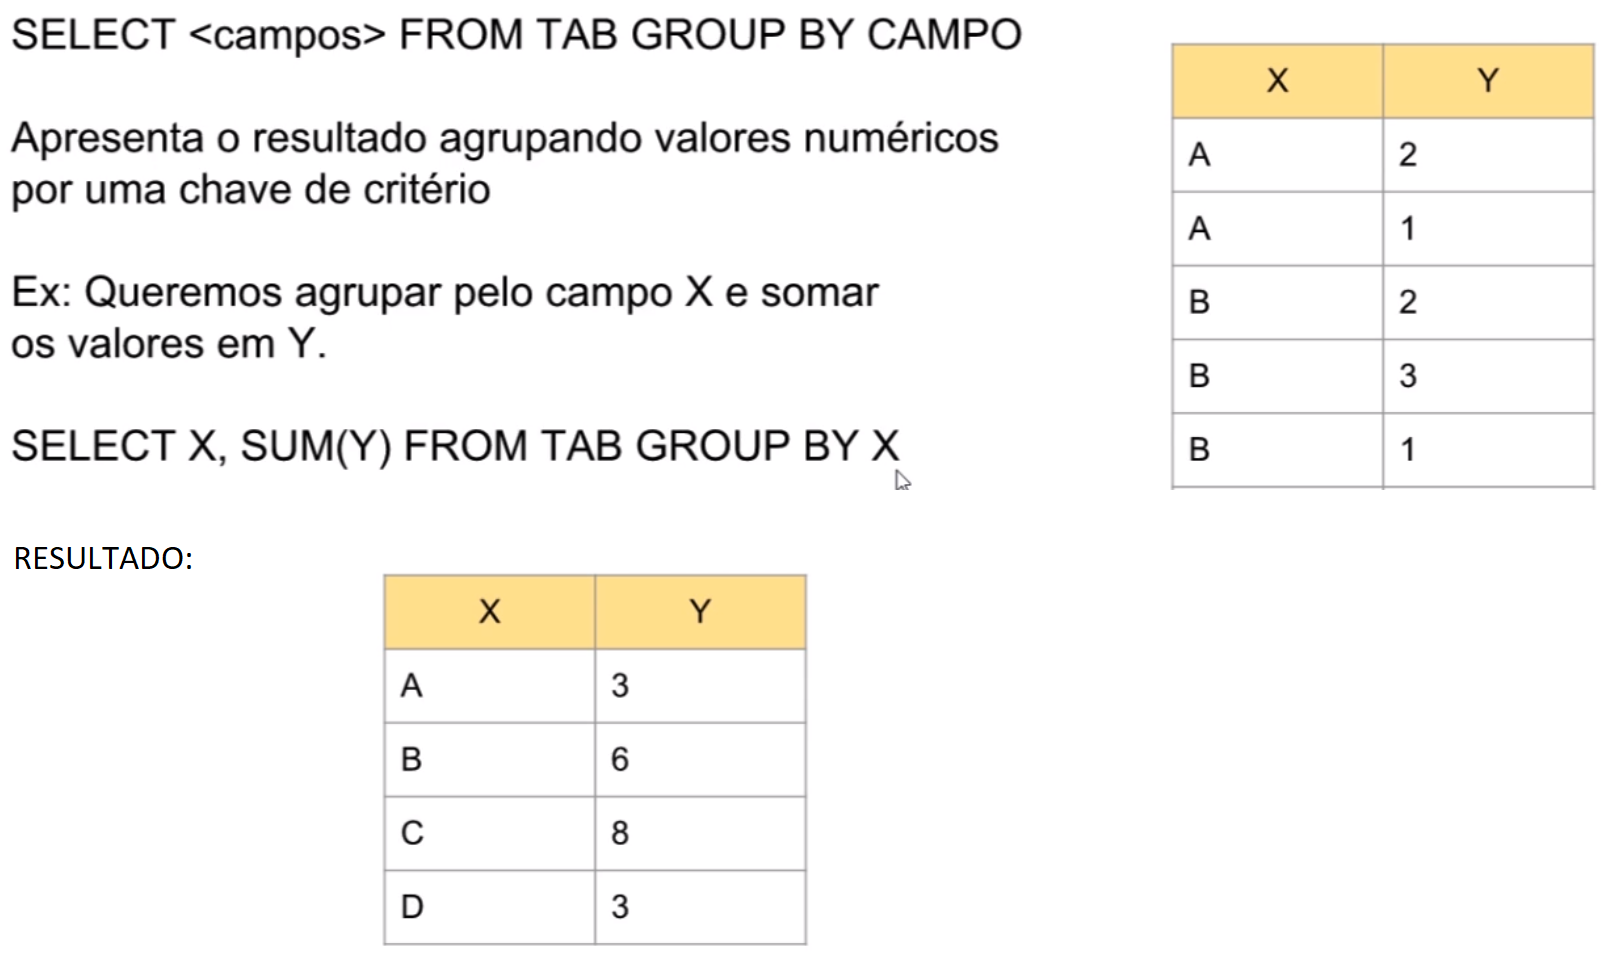 SELECT <campos> FROM TAB GROUP BY CAMPO
Apresenta o resultado agrupando valores numéricos
por uma chave de critério
Ex: Queremos agrupar pelo campo X e somar
os valores em Y.
SELECT X, SUM(Y) FROM TAB GROUP BY X
X Y
A 2
A 1
B 2
B 3
B 1
RESULTADO:
X Y
A 3
B 6
C 8
D 3